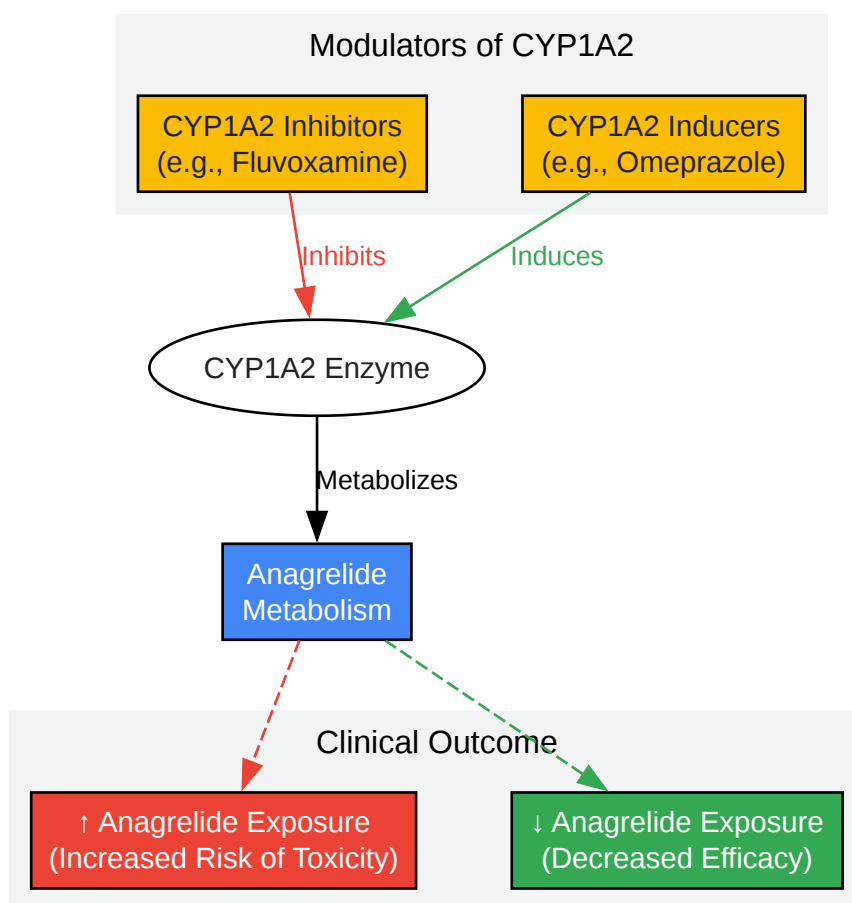 Modulators of CYP1A2
CYP1A2 Inhibitors
(e.g., Fluvoxamine)
CYP1A2 Inducers
(e.g., Omeprazole)
Inhibits
Induces
CYP1A2 Enzyme
Metabolizes
Anagrelide
Metabolism
Clinical Outcome
↑ Anagrelide Exposure
(Increased Risk of Toxicity)
↓ Anagrelide Exposure
(Decreased Efficacy)